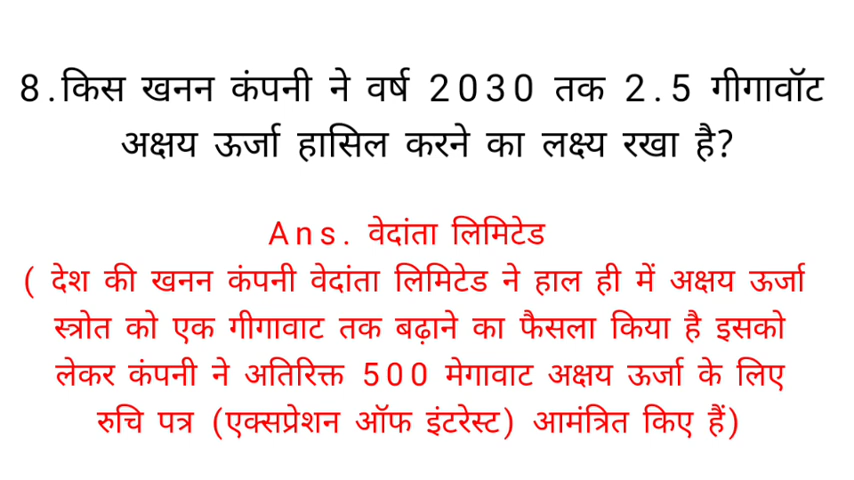 8.किस खनन कंपनी ने वर्ष 2030 तक 2.5 गीगावॉट
अक्षय ऊर्जा हासिल करने का लक्ष्य रखा है?
Ans. वेदांता लिमिटेड
( देश की खनन कंपनी वेदांता लिमिटेड ने हाल ही में अक्षय ऊर्जा
स्त्रोत को एक गीगावाट तक बढ़ाने का फैसला किया है इसको
लेकर कंपनी ने अतिरिक्त 500 मेगावाट अक्षय ऊर्जा के लिए
रुचि पत्र (एक्सप्रेशन ऑफ इंटरेस्ट) आमंत्रित किए हैं)